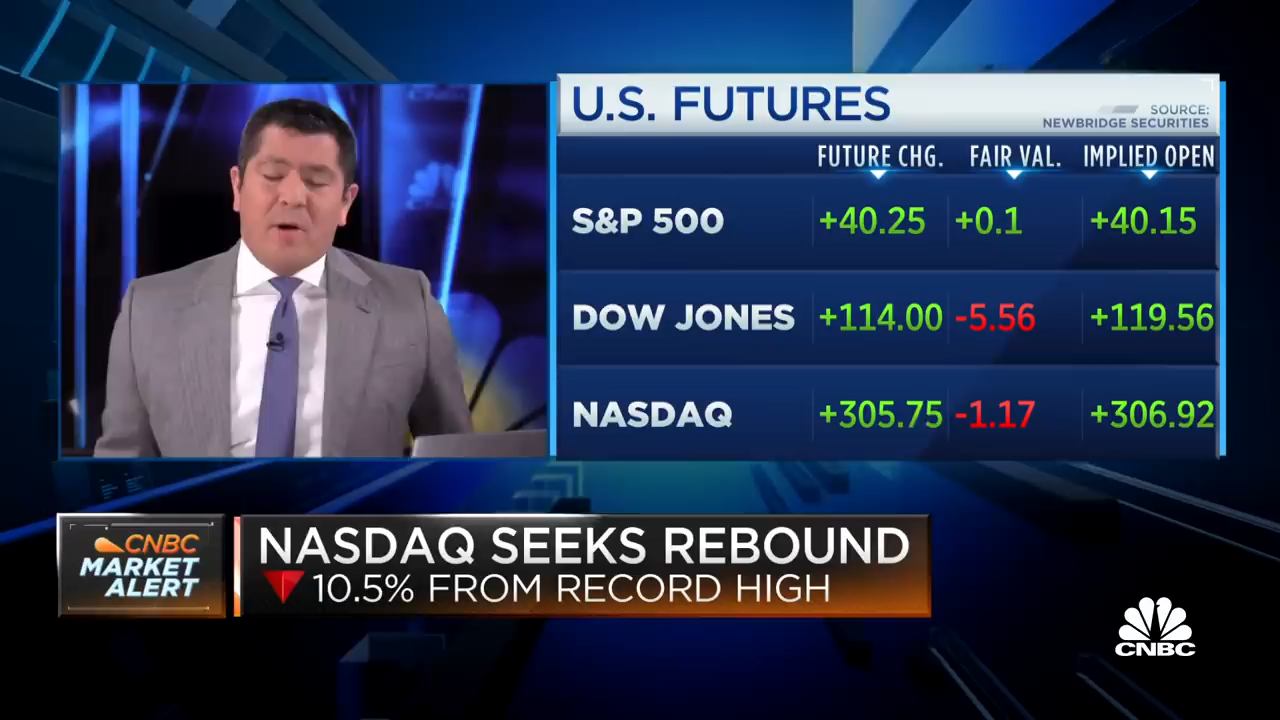 U.S. FUTURES
SOURCE:
NEWBRIDGE SECURITIES
FUTURE CHG. FAIR VAL. IMPLIED OPEN
S&P 500 +40.25 +0.1 +40.15
DOW JONES +114.00 -5.56 +119.56
NASDAQ +305.75 -1.17 +306.92
CNBC
MARKET
ALERT
NASDAQ SEEKS REBOUND
10.5% FROM RECORD HIGH
CNBC